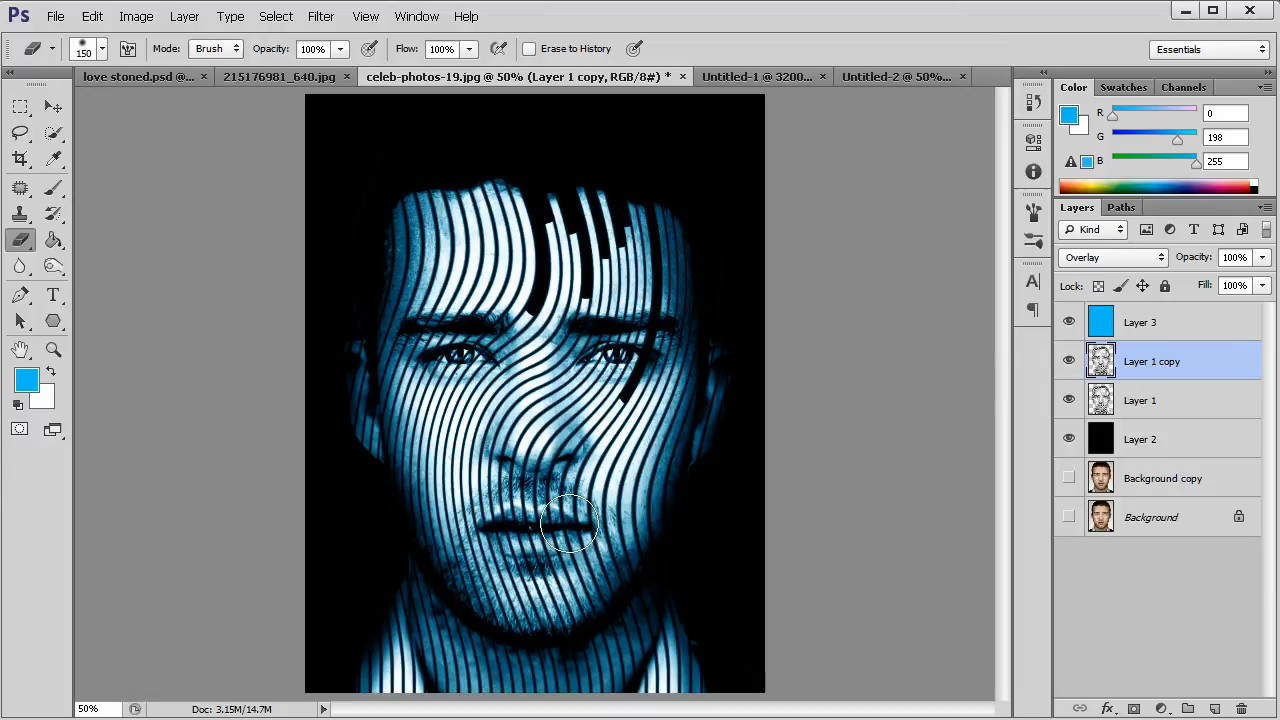 Ps File Edit Image Layer Type Select Filter View Window Help
150 Mode: Brush Opacity: 100% Flow: 100% Erase to History Essentials
love stoned.psd @... × 215176981_640.jpg × celeb-photos-19.jpg @ 50% (Layer 1 copy, RGB/8#) * × Untitled-1 @ 3200... × Untitled-2 @ 50%... ×
Color Swatches Channels
R 0
G 198
B 255
Layers Paths
Kind
Overlay Opacity: 100%
Lock: Fill: 100%
Layer 3
Layer 1 copy
Layer 1
Layer 2
Background copy
Background
50% Doc: 3.15M/14.7M